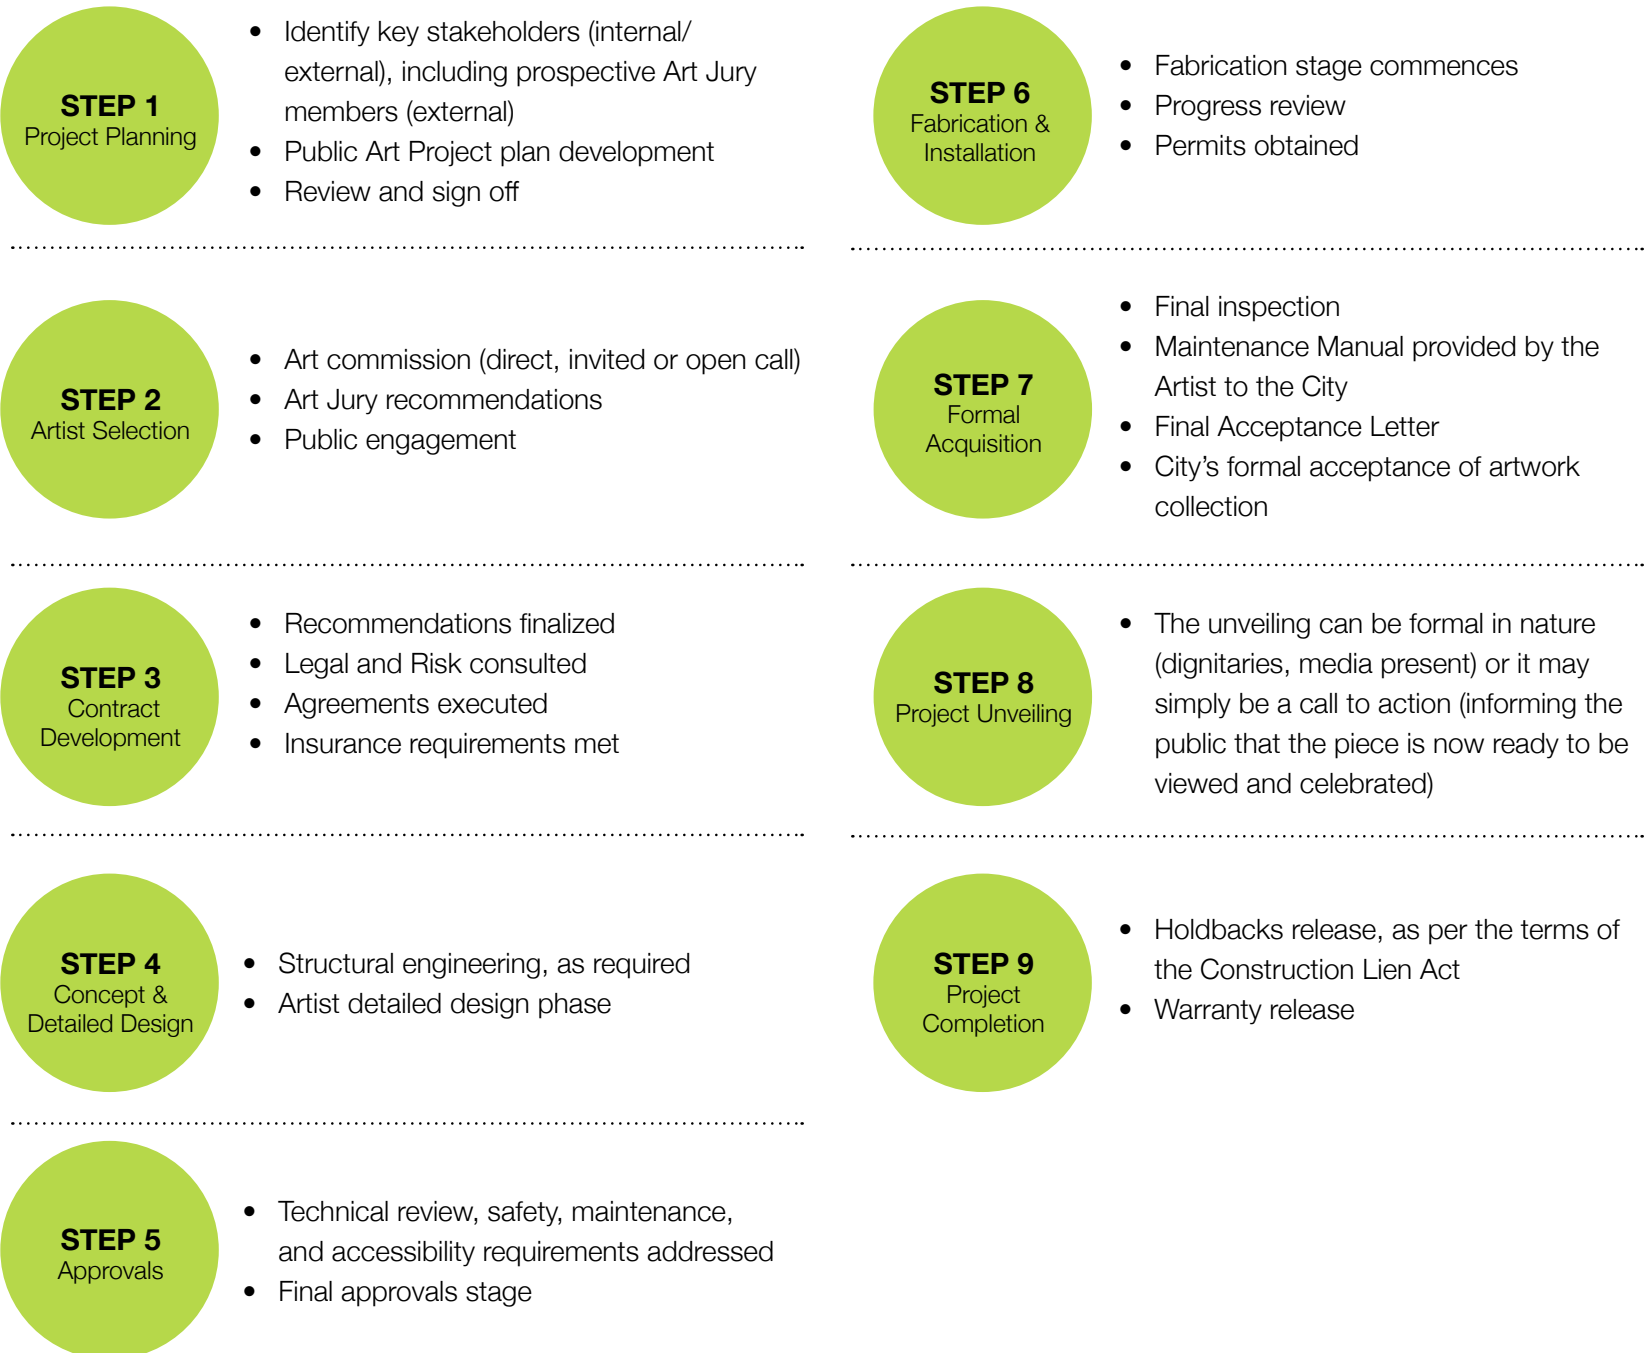 STEP 1
Project Planning
• Identify key stakeholders (internal/
external), including prospective Art Jury
members (external)
• Public Art Project plan development
• Review and sign off
STEP 2
Artist Selection
• Art commission (direct, invited or open call)
• Art Jury recommendations
• Public engagement
STEP 3
Contract
Development
• Recommendations finalized
• Legal and Risk consulted
• Agreements executed
• Insurance requirements met
STEP 4
Concept &
Detailed Design
• Structural engineering, as required
• Artist detailed design phase
STEP 5
Approvals
• Technical review, safety, maintenance,
and accessibility requirements addressed
• Final approvals stage
STEP 6
Fabrication &
Installation
• Fabrication stage commences
• Progress review
• Permits obtained
STEP 7
Formal
Acquisition
• Final inspection
• Maintenance Manual provided by the
Artist to the City
• Final Acceptance Letter
• City’s formal acceptance of artwork
collection
STEP 8
Project Unveiling
• The unveiling can be formal in nature
(dignitaries, media present) or it may
simply be a call to action (informing the
public that the piece is now ready to be
viewed and celebrated)
STEP 9
Project
Completion
• Holdbacks release, as per the terms of
the Construction Lien Act
• Warranty release